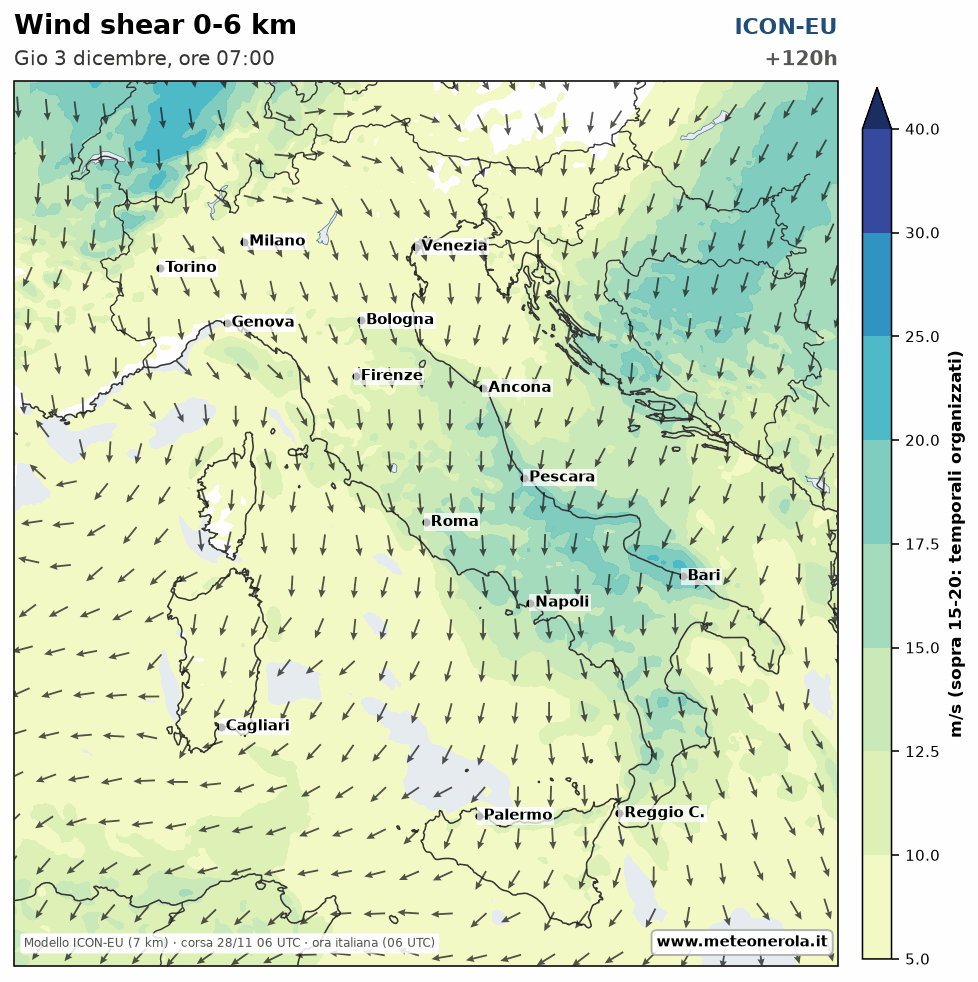 Wind shear 0-6 km
ICON-EU
Gio 3 dicembre, ore 07:00
+120h
40.0
30.0
25.0
20.0
17.5
15.0
12.5
10.0
5.0
m/s (sopra 15-20: temporali organizzati)
Milano
Venezia
Torino
Genova
Bologna
Firenze
Ancona
Pescara
Roma
Bari
Napoli
Cagliari
Palermo
Reggio C.
Modello ICON-EU (7 km) · corsa 28/11 06 UTC · ora italiana (06 UTC)
www.meteonerola.it